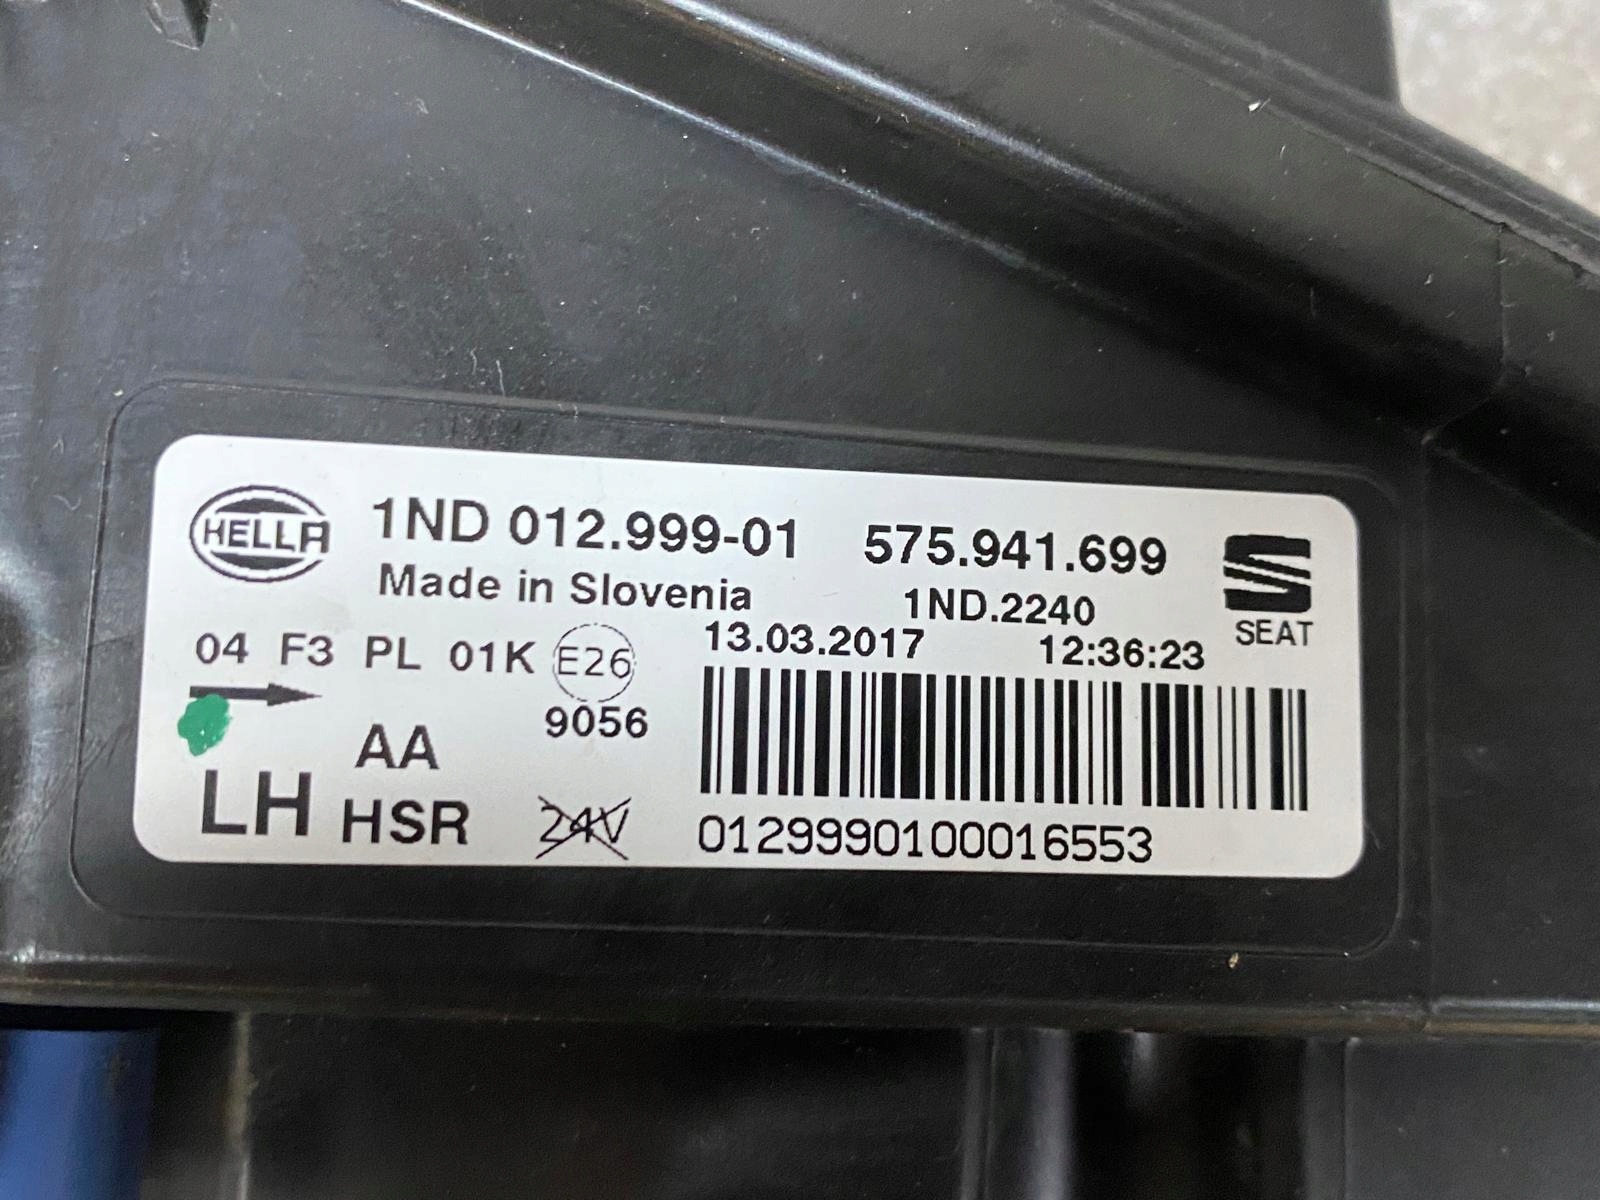 HELLA 1ND 012.999-01 575.941.699
Made in Slovenia 1ND.2240
SEAT
13.03.2017 12:36:23
04 F3 PL 01K E26
9056
AA
LH HSR 24V
0129990100016553